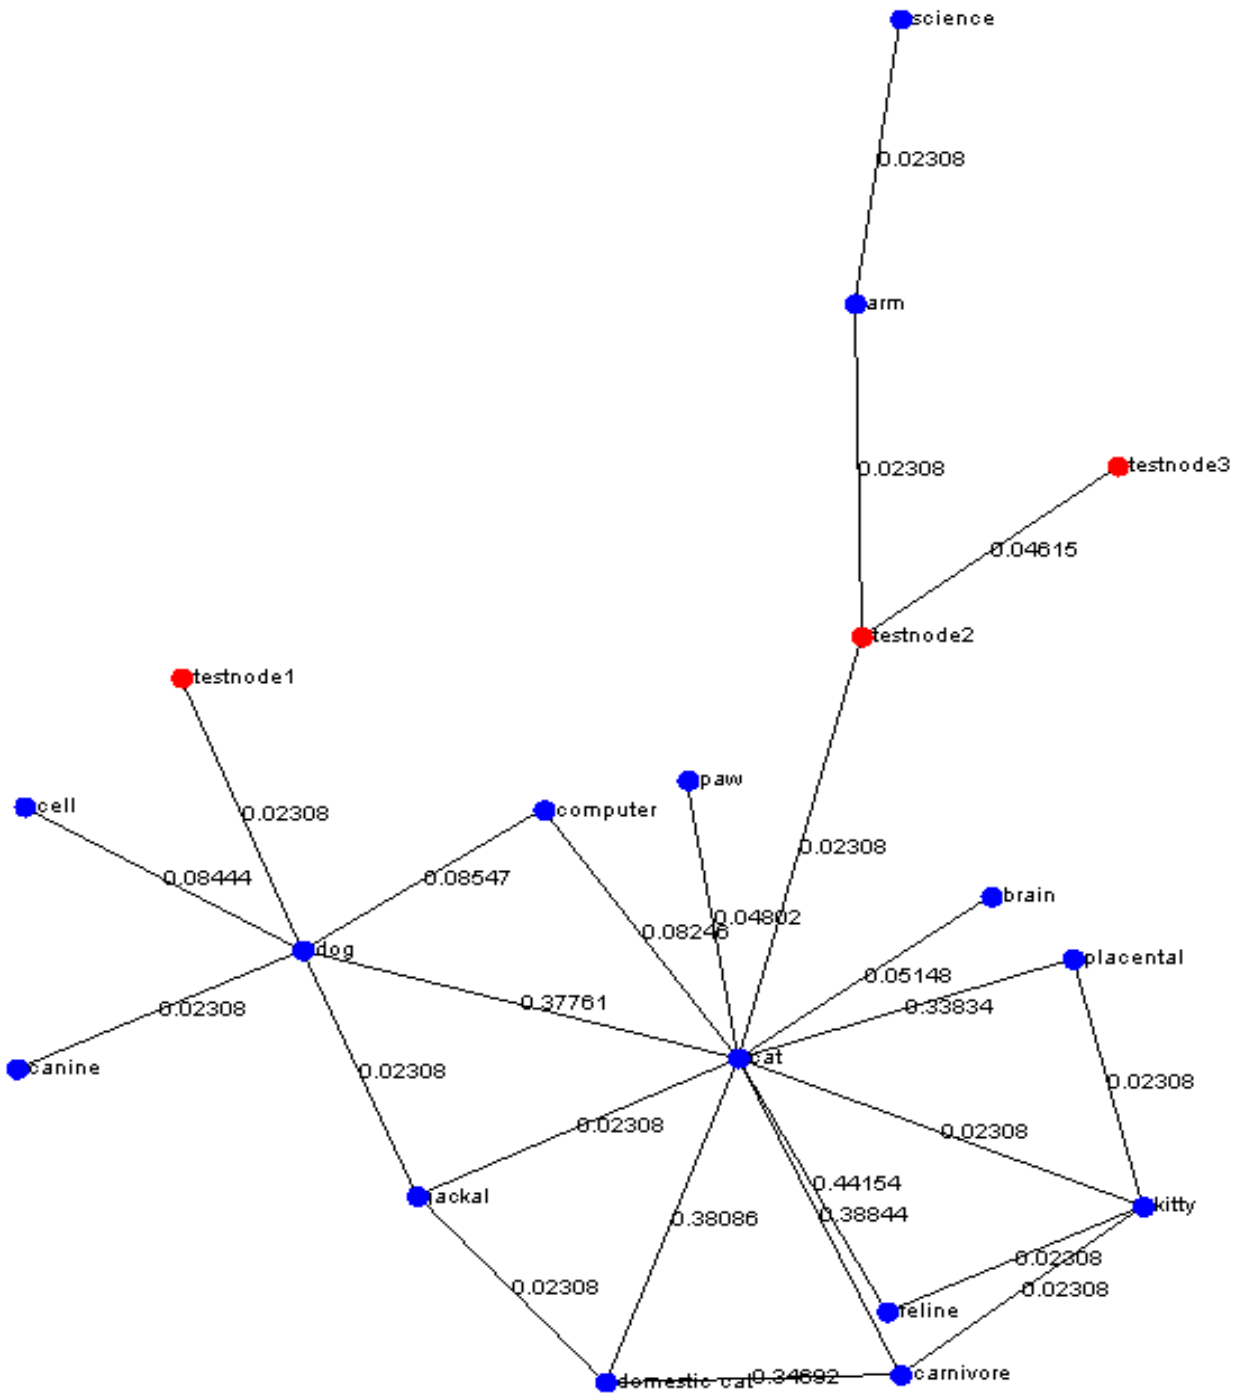 science
0.02308
arm
0.02308
testnode3
0.04615
testnode2
testnode1
paw
cell
computer
0.02308
0.02308
0.08444
0.08547
brain
0.04802
0.08246
dog
placental
0.05148
0.37761
0.33834
0.02308
cat
canine
0.02308
0.02308
0.02308
0.02308
0.44154
jackal
kitty
0.38086
0.38844
0.02308
0.02308
0.02308
feline
carnivore
domestic cat
0.34692